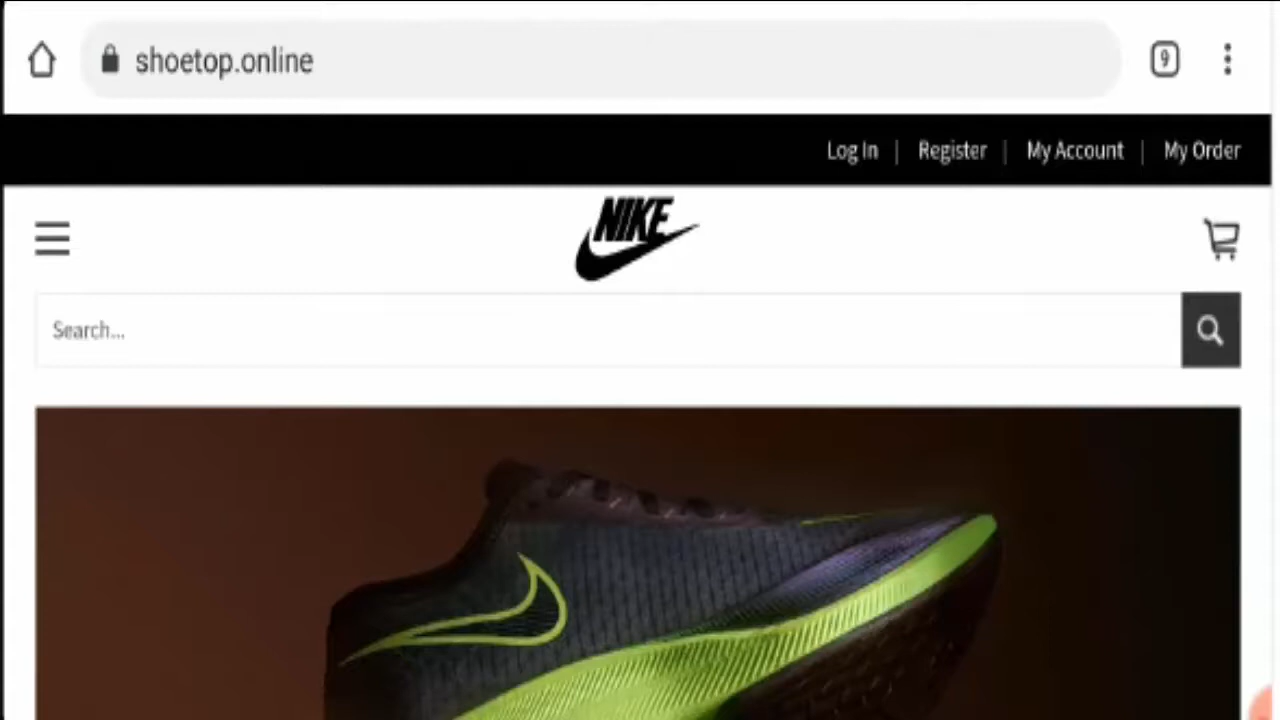 shoetop.online
9
Log In | Register | My Account | My Order
NIKE
Search...